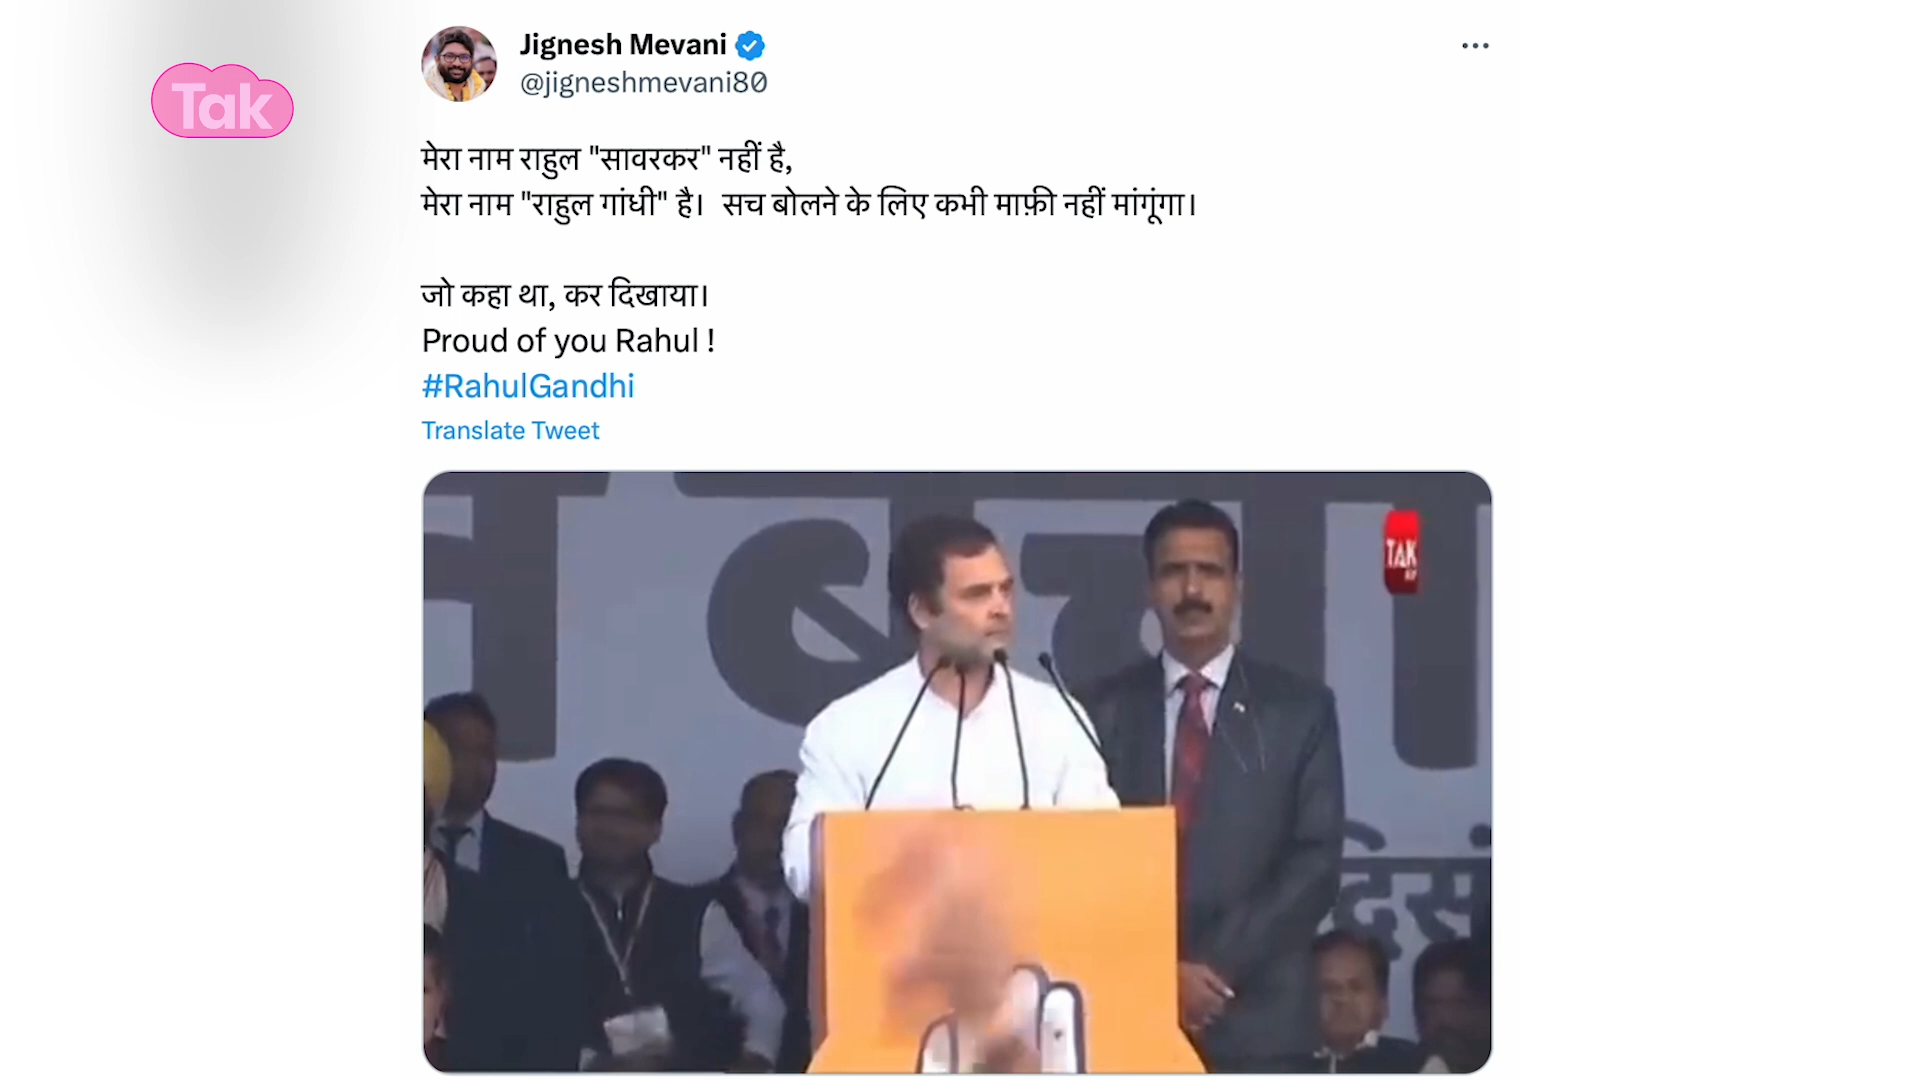 Tak
Jignesh Mevani
@jigneshmevani80
मेरा नाम राहुल "सावरकर" नहीं है,
मेरा नाम "राहुल गांधी" है। सच बोलने के लिए कभी माफ़ी नहीं मांगूंगा।
जो कहा था, कर दिखाया।
Proud of you Rahul !
#RahulGandhi
Translate Tweet
TAK